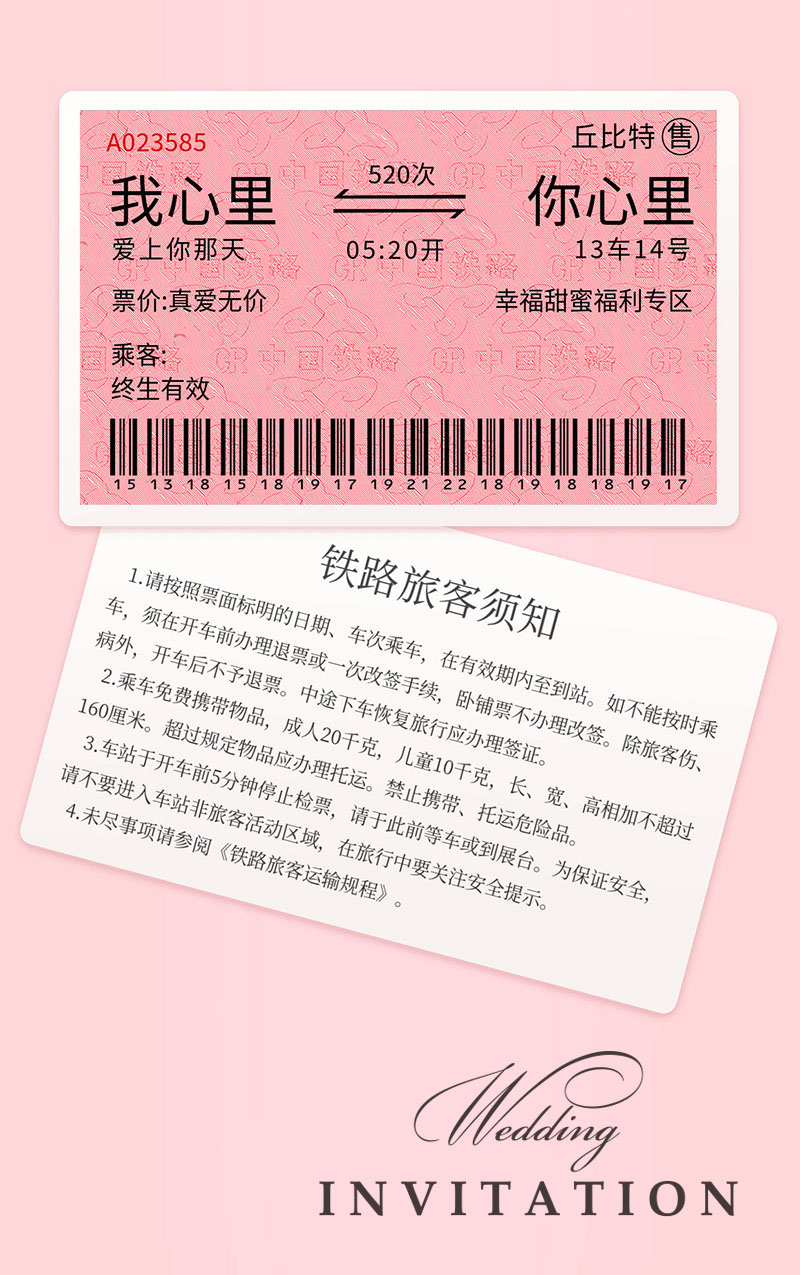 A023585
丘比特 售
520次
我心里
你心里
爱上你那天
05:20开
13车14号
票价:真爱无价
幸福甜蜜福利专区
乘客:
终生有效
CR 中国铁路
15 13 18 15 18 19 17 19 21 22 18 19 18 18 19 17
铁路旅客须知
1.请按照票面标明的日期、车次乘车，在有效期内至到站。如不能按时乘
车，须在开车前办理退票或一次改签手续，卧铺票不办理改签。除旅客伤、
病外，开车后不予退票。中途下车恢复旅行应办理签证。
2.乘车免费携带物品，成人20千克，儿童10千克，长、宽、高相加不超过
160厘米。超过规定物品应办理托运。禁止携带、托运危险品。
3.车站于开车前5分钟停止检票，请于此前等车或到展台。为保证安全，
请不要进入车站非旅客活动区域，在旅行中要关注安全提示。
4.未尽事项请参阅《铁路旅客运输规程》。
Wedding
INVITATION